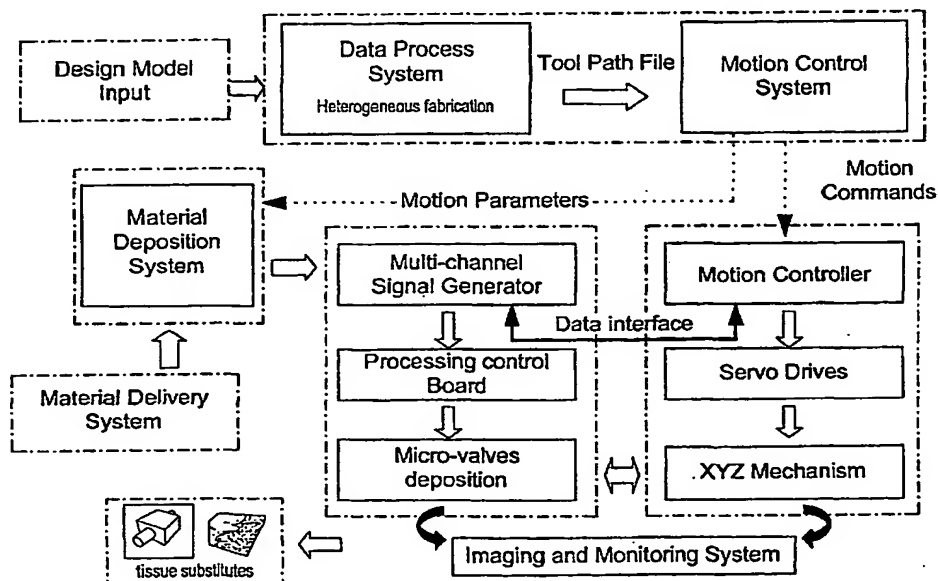 Design Model
Input
Data Process
System
Heterogeneous fabrication
Tool Path File
Motion Control
System
Motion
Commands
Motion Parameters
Material
Deposition
System
Multi-channel
Signal Generator
Motion Controller
Data interface
Processing control
Board
Servo Drives
Material Delivery
System
Micro-valves
deposition
XYZ Mechanism
Imaging and Monitoring System
tissue substitutes